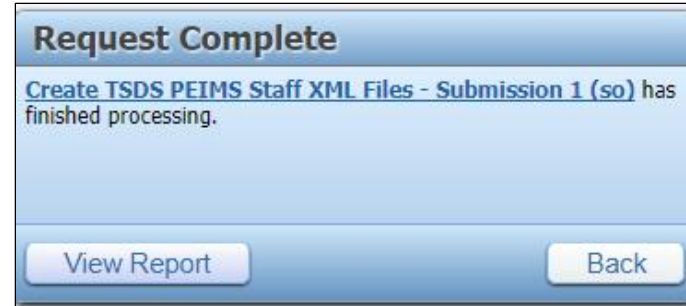 Request Complete
Create TSDS PEIMS Staff XML Files - Submission 1 (so) has
finished processing.
View Report
Back